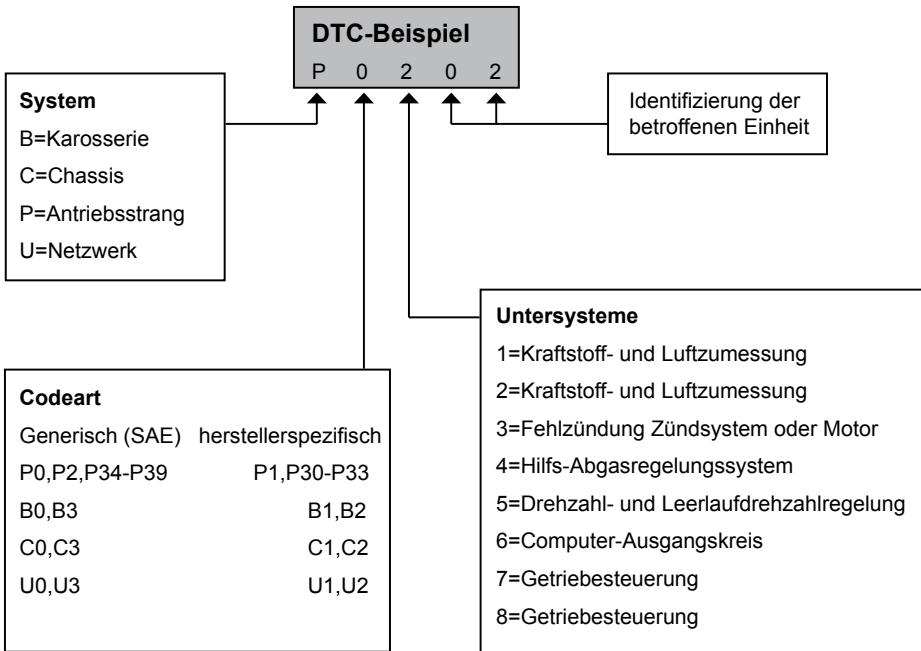 DTC-Beispiel
P 0 2 0 2
System
B=Karosserie
C=Chassis
P=Antriebsstrang
U=Netzwerk
Identifizierung der
betroffenen Einheit
Codeart
Generisch (SAE) herstellerspezifisch
P0,P2,P34-P39 P1,P30-P33
B0,B3 B1,B2
C0,C3 C1,C2
U0,U3 U1,U2
Untersysteme
1=Kraftstoff- und Luftzumessung
2=Kraftstoff- und Luftzumessung
3=Fehlzündung Zündsystem oder Motor
4=Hilfs-Abgasregelungssystem
5=Drehzahl- und Leerlaufdrehzahlregelung
6=Computer-Ausgangskreis
7=Getriebesteuerung
8=Getriebesteuerung